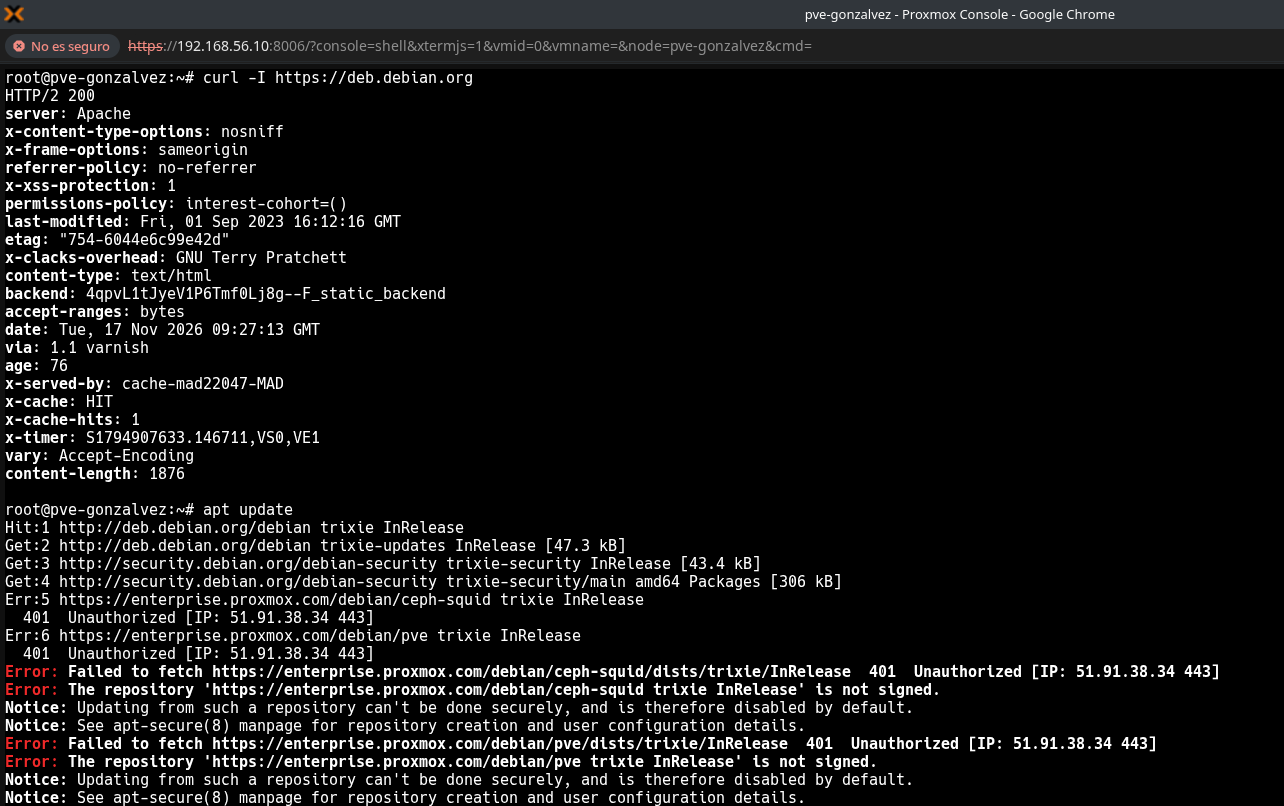 pve-gonzalvez - Proxmox Console - Google Chrome
No es seguro https://192.168.56.10:8006/?console=shell&xtermjs=1&vmid=0&vmname=&node=pve-gonzalvez&cmd=
root@pve-gonzalvez:~# curl -I https://deb.debian.org
HTTP/2 200
server: Apache
x-content-type-options: nosniff
x-frame-options: sameorigin
referrer-policy: no-referrer
x-xss-protection: 1
permissions-policy: interest-cohort=()
last-modified: Fri, 01 Sep 2023 16:12:16 GMT
etag: "754-6044e6c99e42d"
x-clacks-overhead: GNU Terry Pratchett
content-type: text/html
backend: 4qpvL1tJyeV1P6Tmf0Lj8g--F_static_backend
accept-ranges: bytes
date: Tue, 17 Nov 2026 09:27:13 GMT
via: 1.1 varnish
age: 76
x-served-by: cache-mad22047-MAD
x-cache: HIT
x-cache-hits: 1
x-timer: S1794907633.146711,VS0,VE1
vary: Accept-Encoding
content-length: 1876
root@pve-gonzalvez:~# apt update
Hit:1 http://deb.debian.org/debian trixie InRelease
Get:2 http://deb.debian.org/debian trixie-updates InRelease [47.3 kB]
Get:3 http://security.debian.org/debian-security trixie-security InRelease [43.4 kB]
Get:4 http://security.debian.org/debian-security trixie-security/main amd64 Packages [306 kB]
Err:5 https://enterprise.proxmox.com/debian/ceph-squid trixie InRelease
  401  Unauthorized [IP: 51.91.38.34 443]
Err:6 https://enterprise.proxmox.com/debian/pve trixie InRelease
  401  Unauthorized [IP: 51.91.38.34 443]
Error: Failed to fetch https://enterprise.proxmox.com/debian/ceph-squid/dists/trixie/InRelease  401  Unauthorized [IP: 51.91.38.34 443]
Error: The repository 'https://enterprise.proxmox.com/debian/ceph-squid trixie InRelease' is not signed.
Notice: Updating from such a repository can't be done securely, and is therefore disabled by default.
Notice: See apt-secure(8) manpage for repository creation and user configuration details.
Error: Failed to fetch https://enterprise.proxmox.com/debian/pve/dists/trixie/InRelease  401  Unauthorized [IP: 51.91.38.34 443]
Error: The repository 'https://enterprise.proxmox.com/debian/pve trixie InRelease' is not signed.
Notice: Updating from such a repository can't be done securely, and is therefore disabled by default.
Notice: See apt-secure(8) manpage for repository creation and user configuration details.